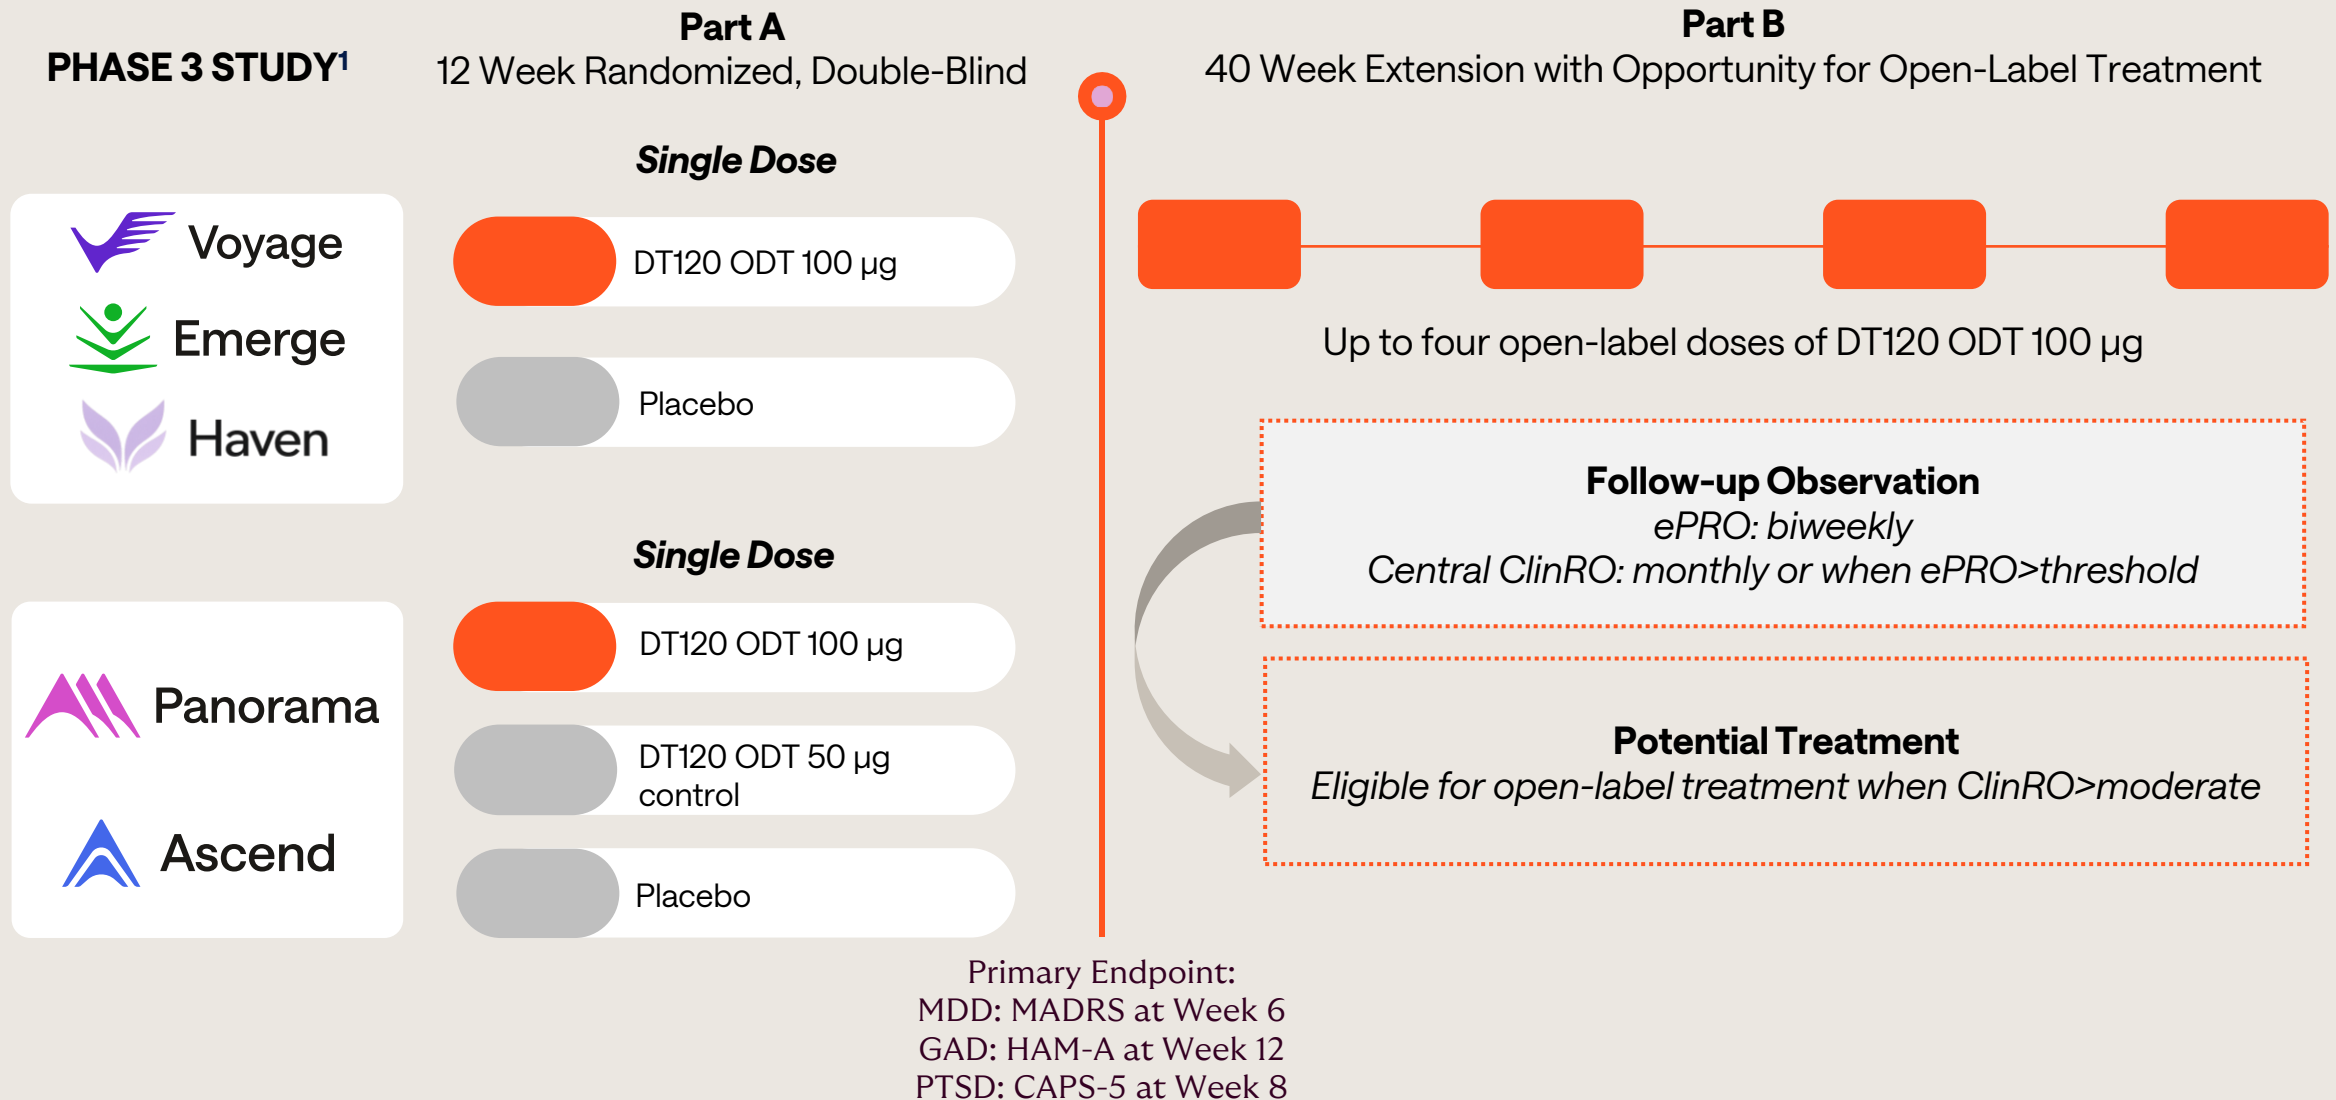 PHASE 3 STUDY¹
Part A
12 Week Randomized, Double-Blind
Part B
40 Week Extension with Opportunity for Open-Label Treatment
Single Dose
Voyage
Emerge
Haven
DT120 ODT 100 µg
Placebo
Up to four open-label doses of DT120 ODT 100 µg
Follow-up Observation
ePRO: biweekly
Central ClinRO: monthly or when ePRO>threshold
Single Dose
Panorama
Ascend
DT120 ODT 100 µg
DT120 ODT 50 µg
control
Placebo
Potential Treatment
Eligible for open-label treatment when ClinRO>moderate
Primary Endpoint:
MDD: MADRS at Week 6
GAD: HAM-A at Week 12
PTSD: CAPS-5 at Week 8